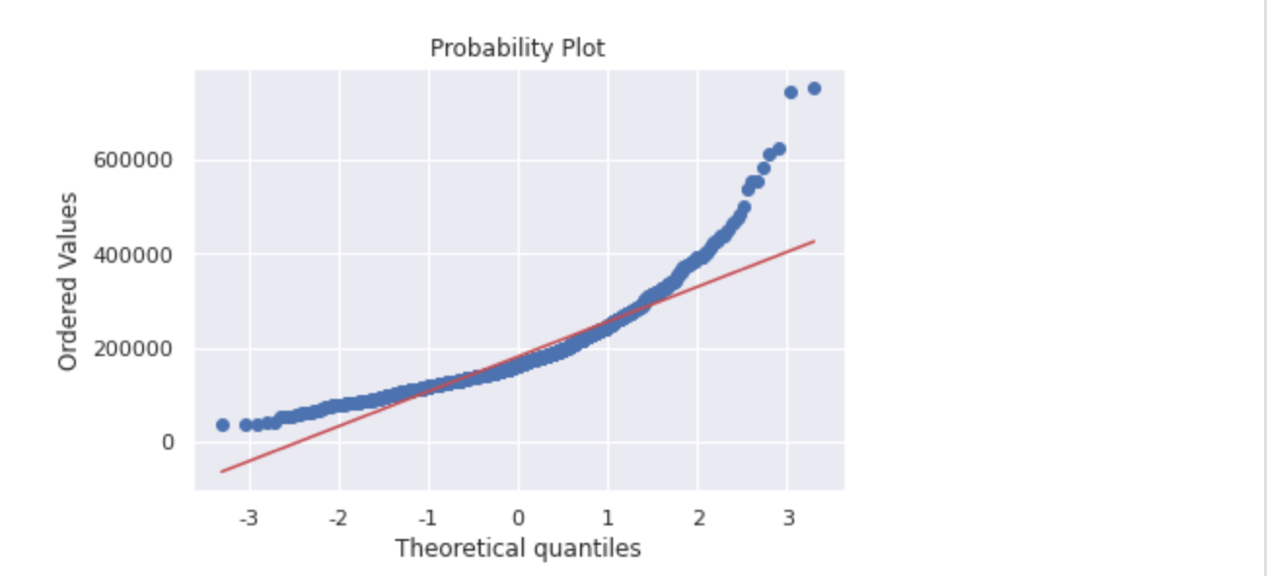 Probability Plot
Ordered Values
600000
400000
200000
0
-3 -2 -1 0 1 2 3
Theoretical quantiles